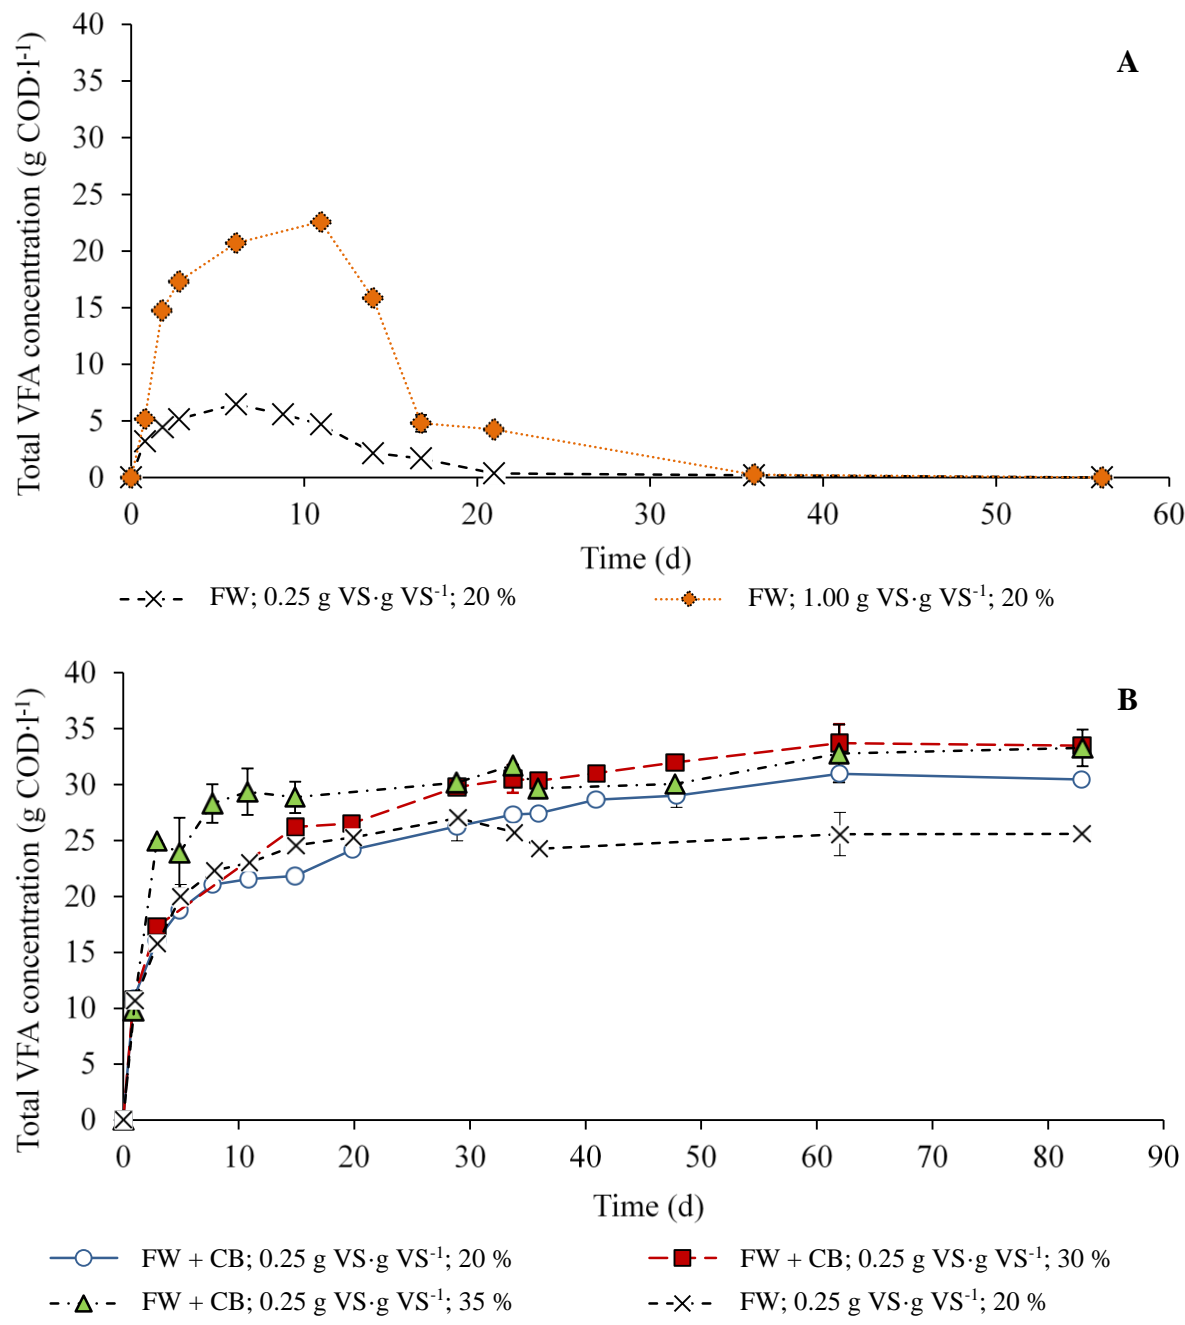 Total VFA concentration (g COD·l⁻¹)
40
35
30
25
20
15
10
5
0
A
0 10 20 30 40 50 60
Time (d)
FW; 0.25 g VS·g VS⁻¹; 20 % FW; 1.00 g VS·g VS⁻¹; 20 %
Total VFA concentration (g COD·l⁻¹)
40
35
30
25
20
15
10
5
0
B
0 10 20 30 40 50 60 70 80 90
Time (d)
FW + CB; 0.25 g VS·g VS⁻¹; 20 % FW + CB; 0.25 g VS·g VS⁻¹; 30 %
FW + CB; 0.25 g VS·g VS⁻¹; 35 % FW; 0.25 g VS·g VS⁻¹; 20 %